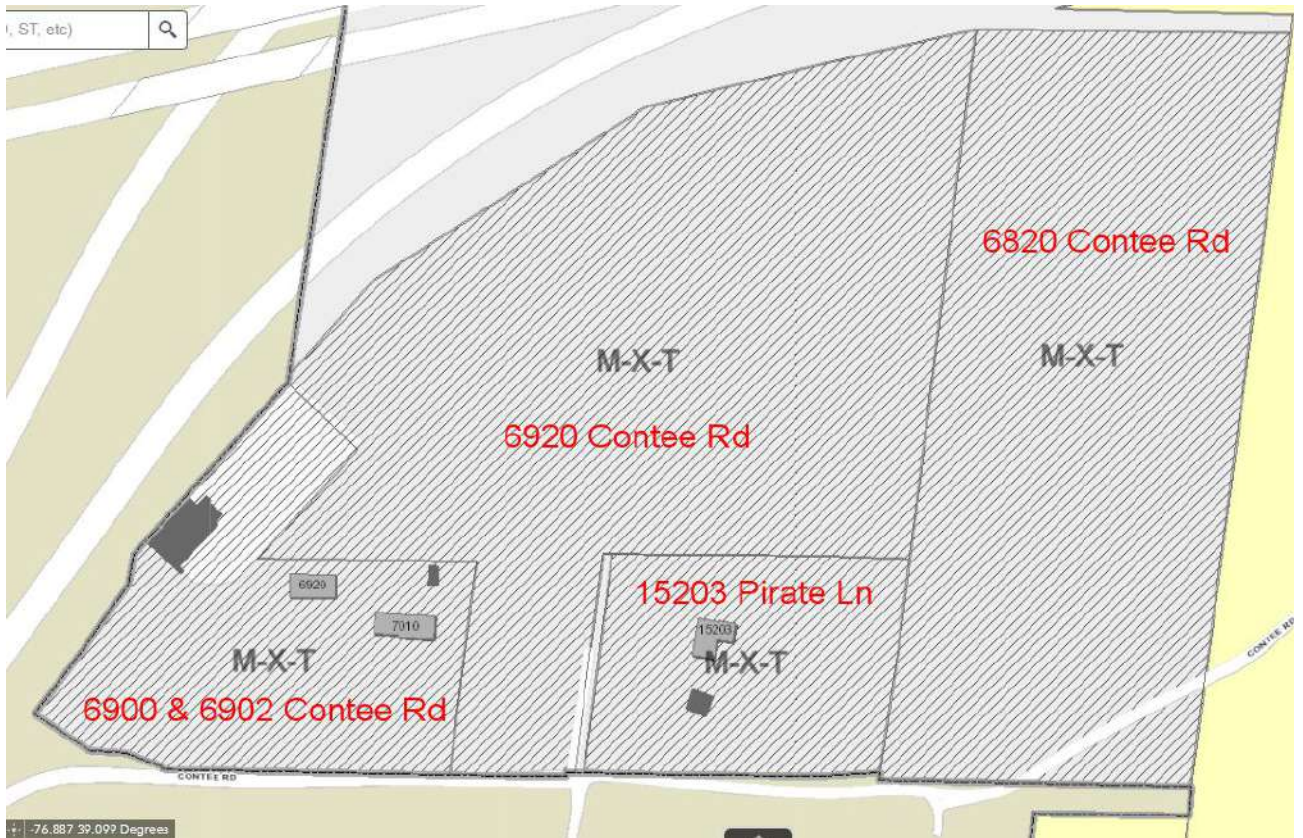 , ST, etc)
6820 Contee Rd
M-X-T
M-X-T
6920 Contee Rd
6920
15203 Pirate Ln
7010
15203
CONTEE RD
M-X-T
M-X-T
6900 & 6902 Contee Rd
CONTEE RD
-76.887 39.099 Degrees